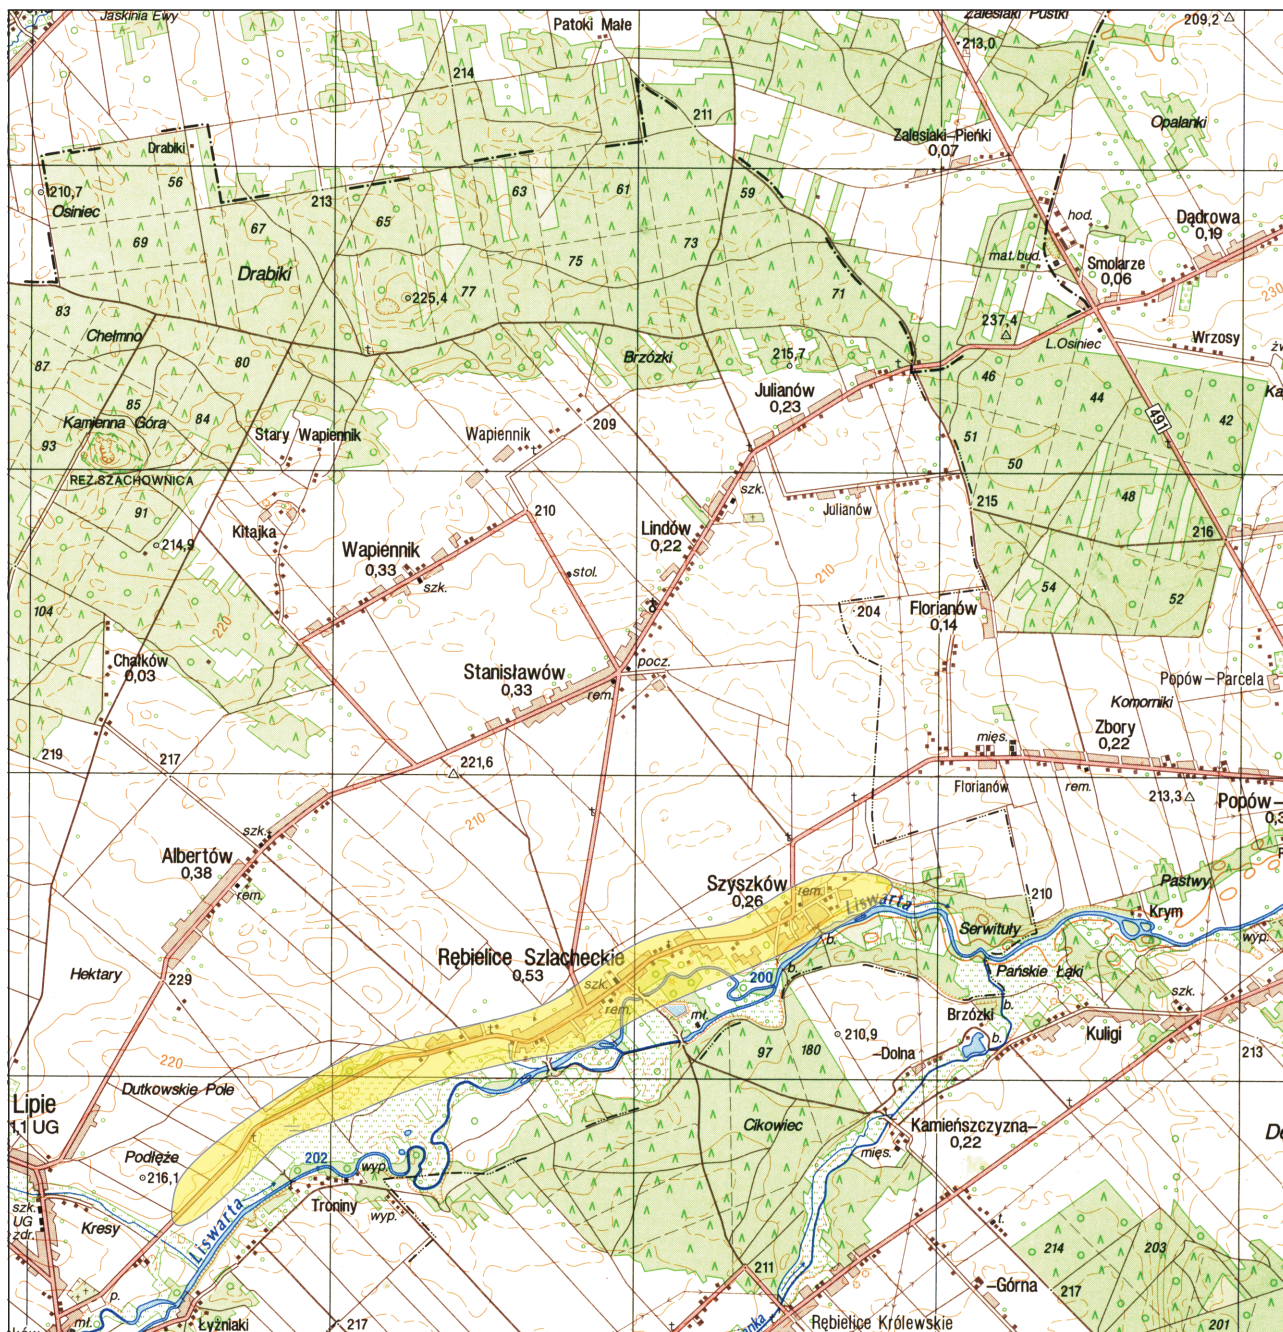 Jaskinia Ewy
Patoki Małe
Zalesiaki Pustki
209,2
213,0
214
211
Opalanki
Drabiki
Zalesiaki-Pieńki
0,07
210,7
Osiniec
56
213
63
61
59
65
67
69
hod.
Dądrowa
0,19
73
Drabiki
75
mat.bud.
Smolarze
0,06
77
225,4
71
230
83
237,4
Chełmno
80
L.Osiniec
Wrzosy
87
Brzózki
215,7
46
44
85
Julianów
0,23
84
42
Kamienna Góra
491
93
Stary Wapiennik
Wapiennik
209
51
50
REZ.SZACHOWNICA
szk.
48
91
210
Julianów
215
Kitajka
Lindów
0,22
216
214,9
Wapiennik
0,33
szk.
stol.
210
54
52
104
204
Florianów
0,14
220
Chałków
0,03
Stanisławów
0,33
pocz.
rem.
Popów-Parcela
Komorniki
Zbory
0,22
219
217
mięs.
221,6
Florianów
rem.
213,3
Popów-
210
szk.
Albertów
0,38
rem.
Szyszków
0,26
rem.
Pastwy
210
Liswarta
Krym
Serwituły
wyp.
b.
Rębielice Szlacheckie
0,53
szk.
rem.
200
b.
Pańskie Łąki
Hektary
229
szk.
mł.
Brzózki
b.
Kuligi
210,9
-Dolna
b.
213
97
180
220
Dutkowskie Pole
Lipie
1,1 UG
Cikowiec
Kamieńszczyzna-
0,22
mięs.
Podłęże
216,1
202
wyp.
Troniny
wyp.
szk.
UG
zdr.
Kresy
Liswarta
t.
214
203
211
-Górna
217
p.
mł.
Łyżniaki
217
Rębielice Królewskie
201